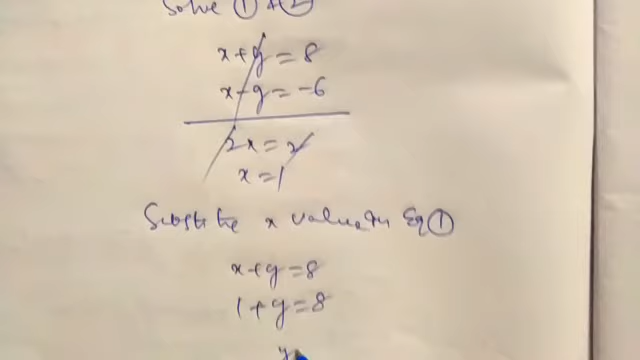 Solve ① & ②
x+y=8
x-y=-6
2x=2
x=1
Substitute x value in Eq ①
x+y=8
1+y=8
y